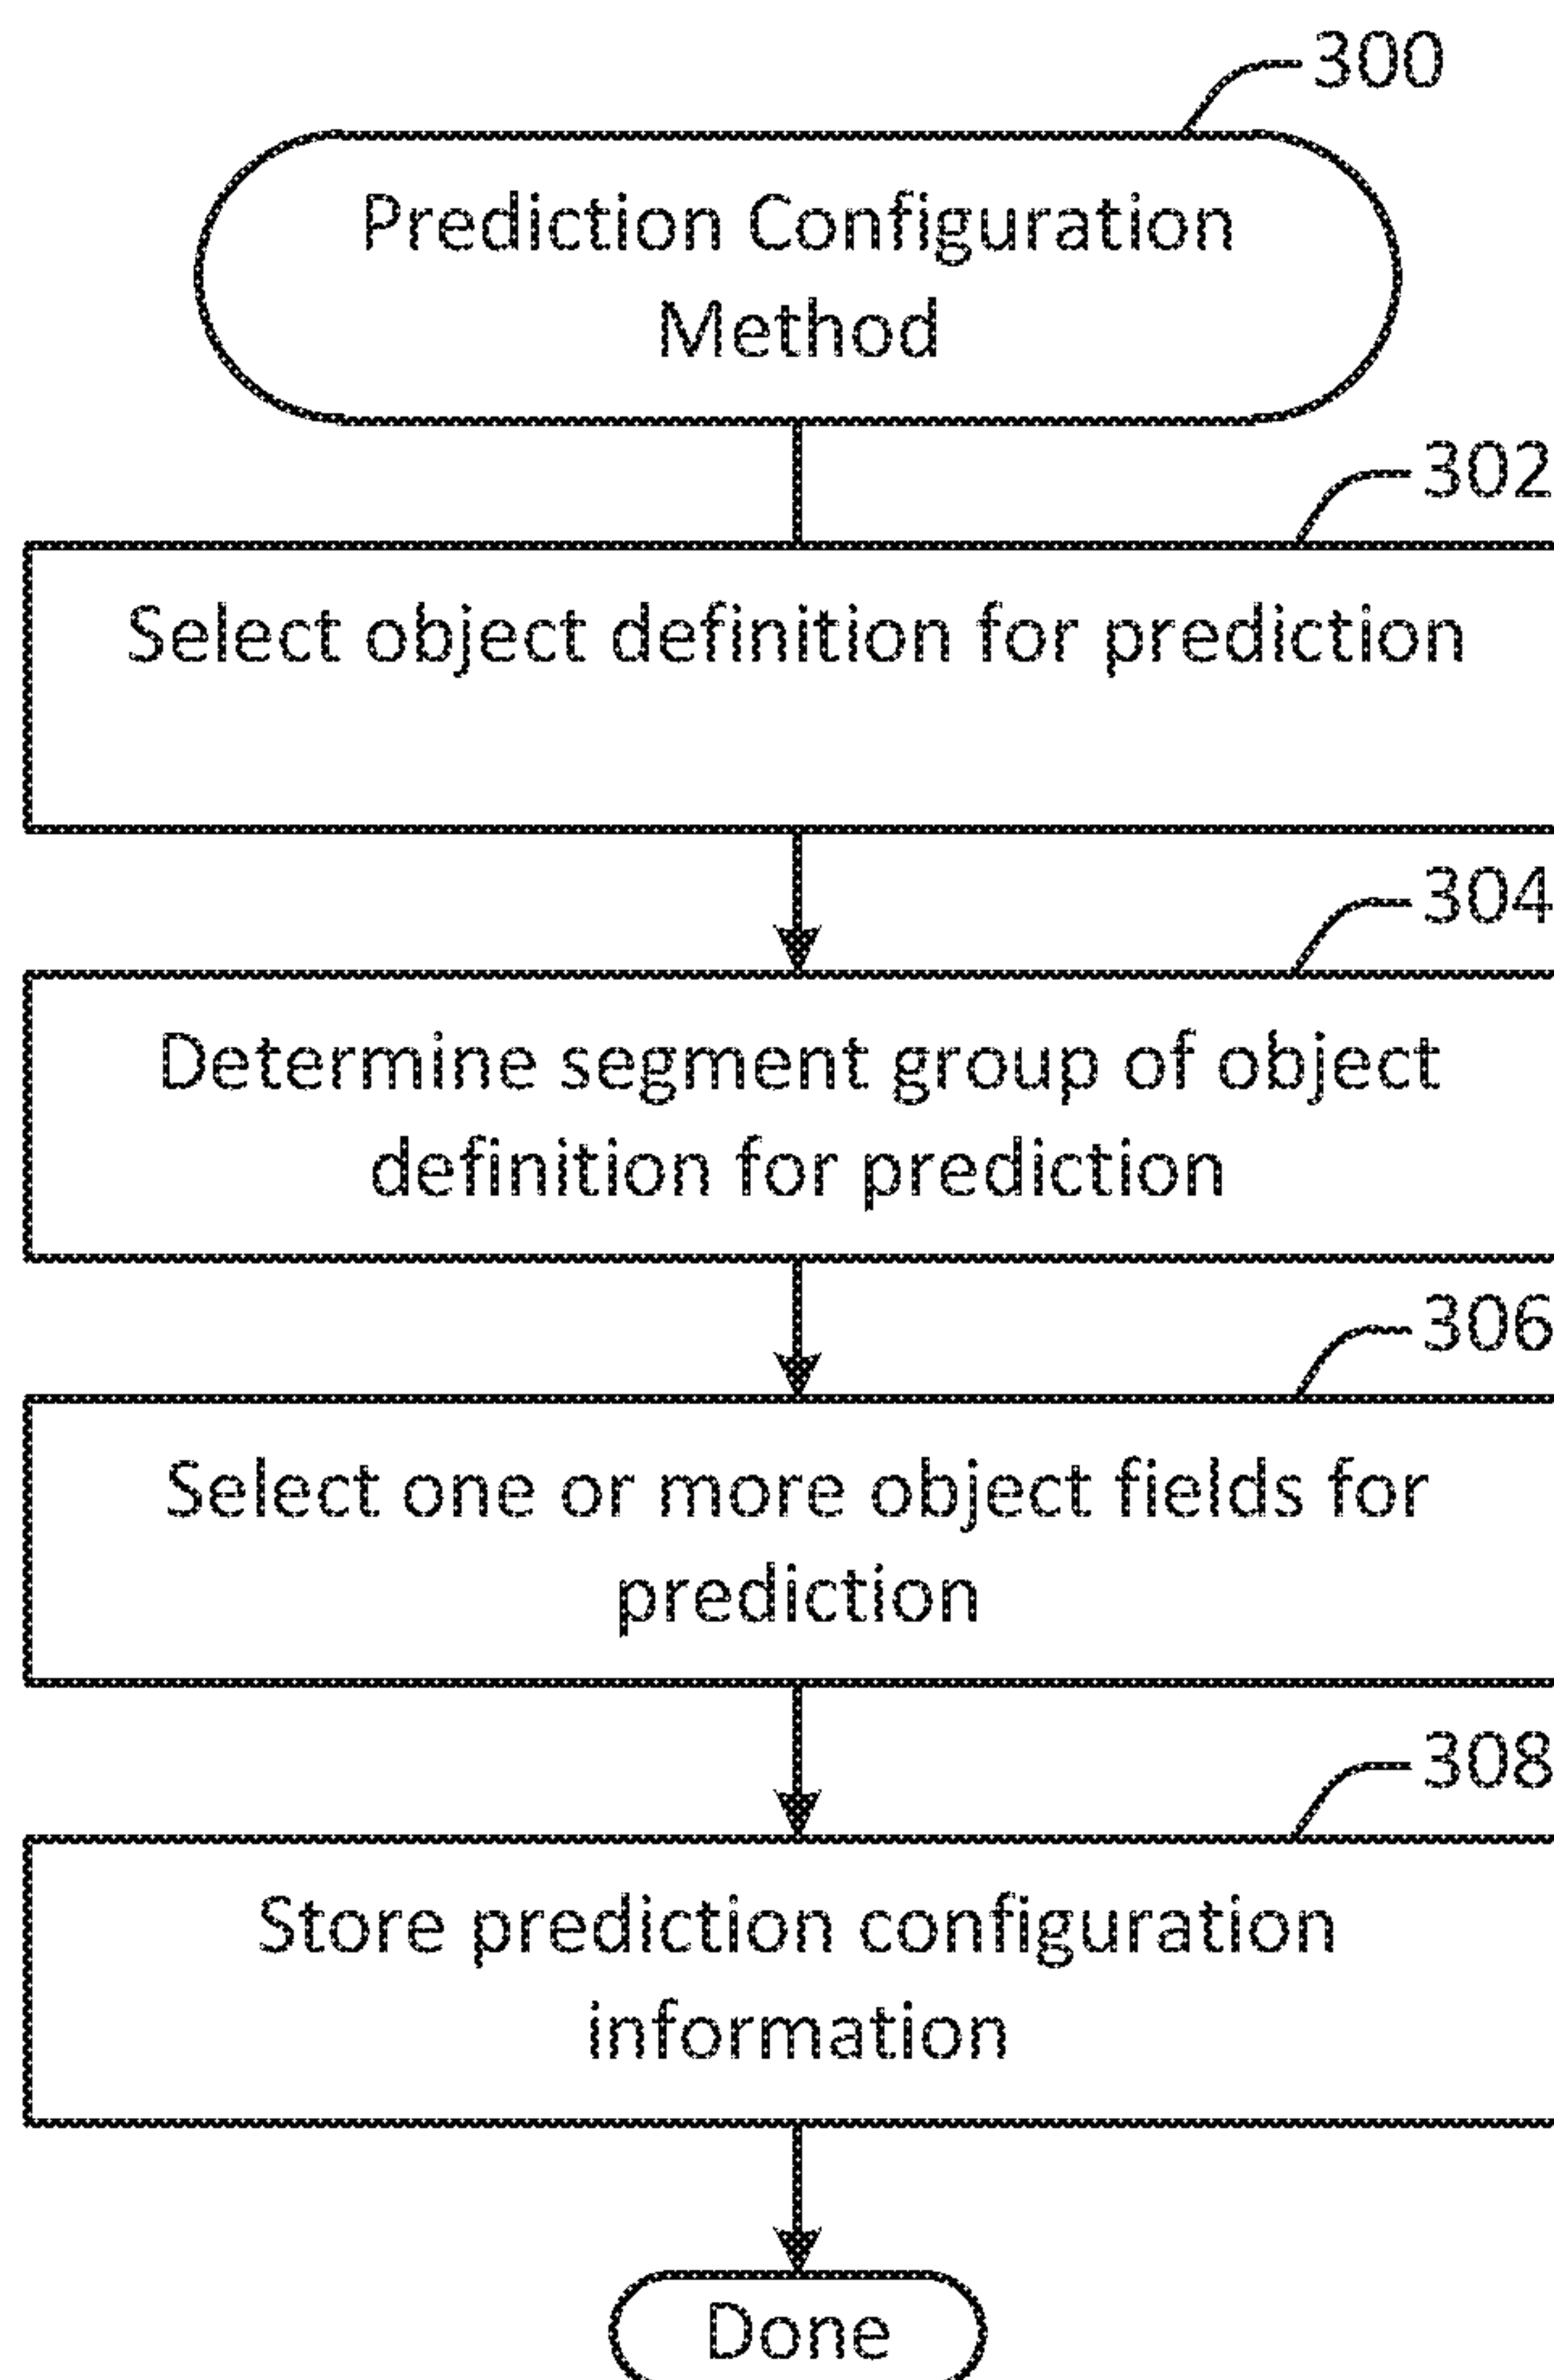 300
Prediction Configuration
Method
302
Select object definition for prediction
304
Determine segment group of object
definition for prediction
306
Select one or more object fields for
prediction
308
Store prediction configuration
information
Done